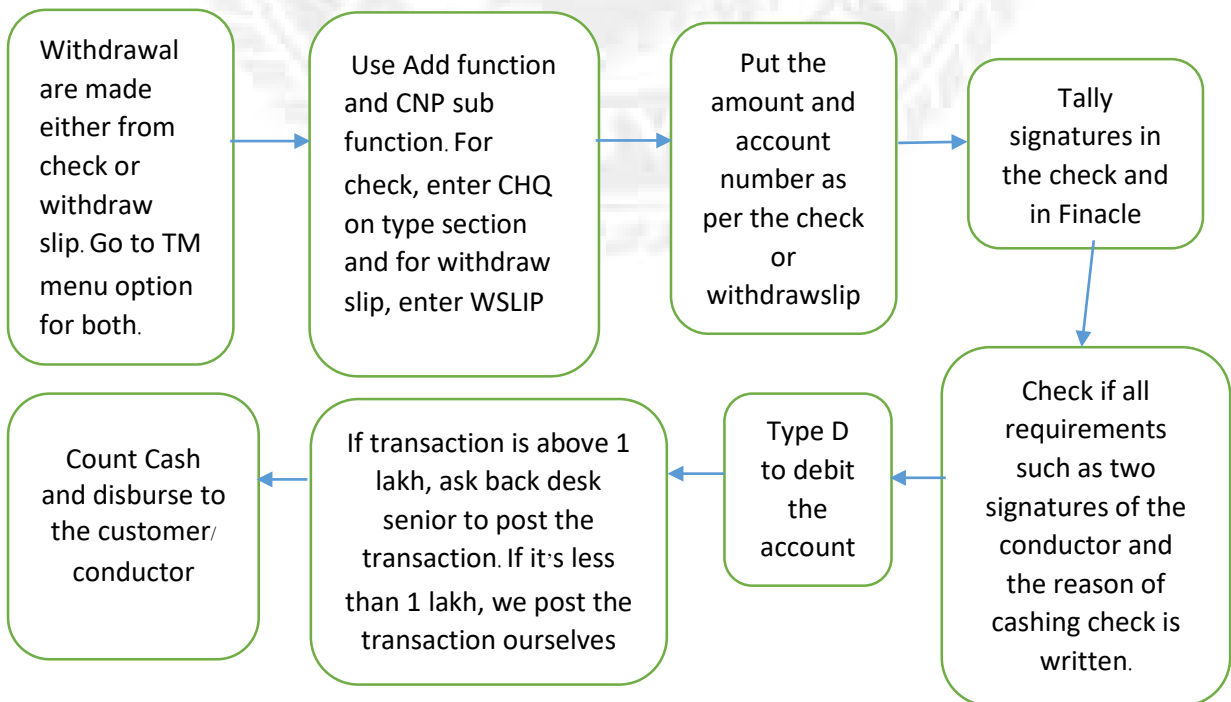 Withdrawal
are made
either from
check or
withdraw
slip. Go to TM
menu option
for both.
Use Add function
and CNP sub
function. For
check, enter CHQ
on type section
and for withdraw
slip, enter WSLIP
Put the
amount and
account
number as
per the check
or
withdrawslip
Tally
signatures in
the check and
in Finacle
Check if all
requirements
such as two
signatures of the
conductor and
the reason of
cashing check is
written.
Type D
to debit
the
account
If transaction is above 1
lakh, ask back desk
senior to post the
transaction. If it's less
than 1 lakh, we post the
transaction ourselves
Count Cash
and disburse to
the customer/
conductor